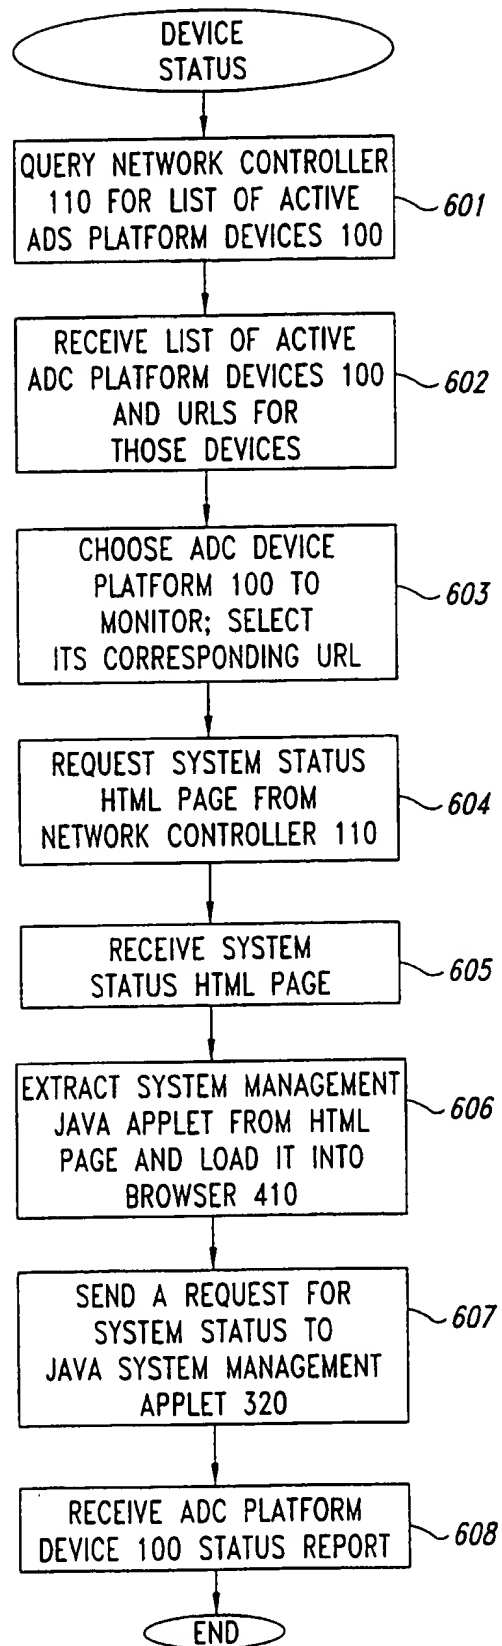 DEVICE
STATUS
QUERY NETWORK CONTROLLER
110 FOR LIST OF ACTIVE
ADS PLATFORM DEVICES 100
601
RECEIVE LIST OF ACTIVE
ADC PLATFORM DEVICES 100
AND URLS FOR
THOSE DEVICES
602
CHOOSE ADC DEVICE
PLATFORM 100 TO
MONITOR; SELECT
ITS CORRESPONDING URL
603
REQUEST SYSTEM STATUS
HTML PAGE FROM
NETWORK CONTROLLER 110
604
RECEIVE SYSTEM
STATUS HTML PAGE
605
EXTRACT SYSTEM MANAGEMENT
JAVA APPLET FROM HTML
PAGE AND LOAD IT INTO
BROWSER 410
606
SEND A REQUEST FOR
SYSTEM STATUS TO
JAVA SYSTEM MANAGEMENT
APPLET 320
607
RECEIVE ADC PLATFORM
DEVICE 100 STATUS REPORT
608
END